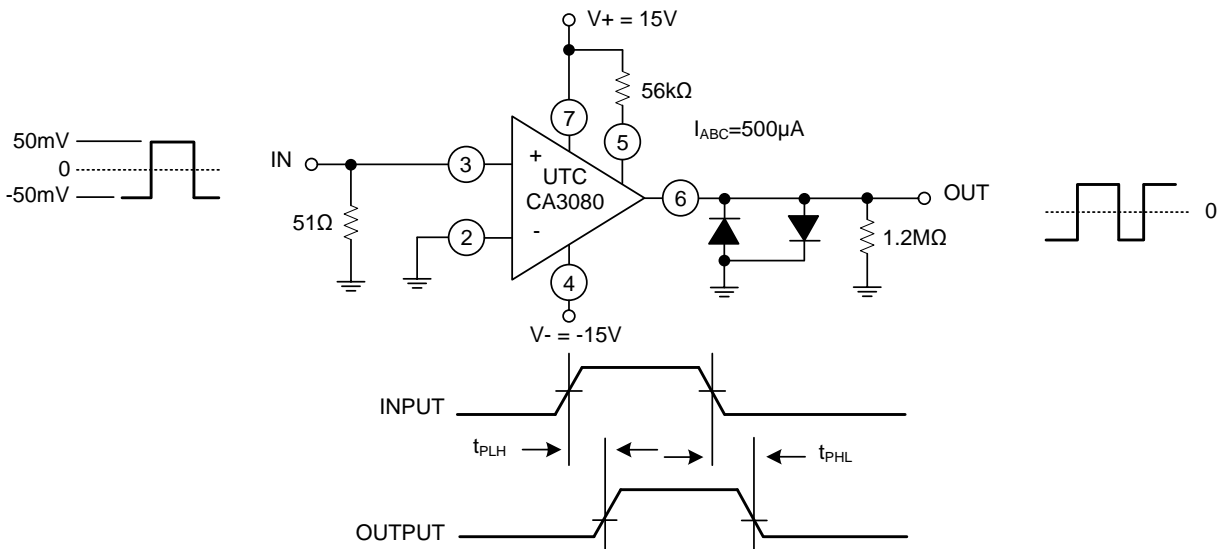 V+ = 15V
56kΩ
7
5
I_ABC=500µA
50mV
0
-50mV
IN
3
+
UTC
CA3080
6
OUT
0
51Ω
2
-
1.2MΩ
4
V- = -15V
INPUT
t_PLH
t_PHL
OUTPUT